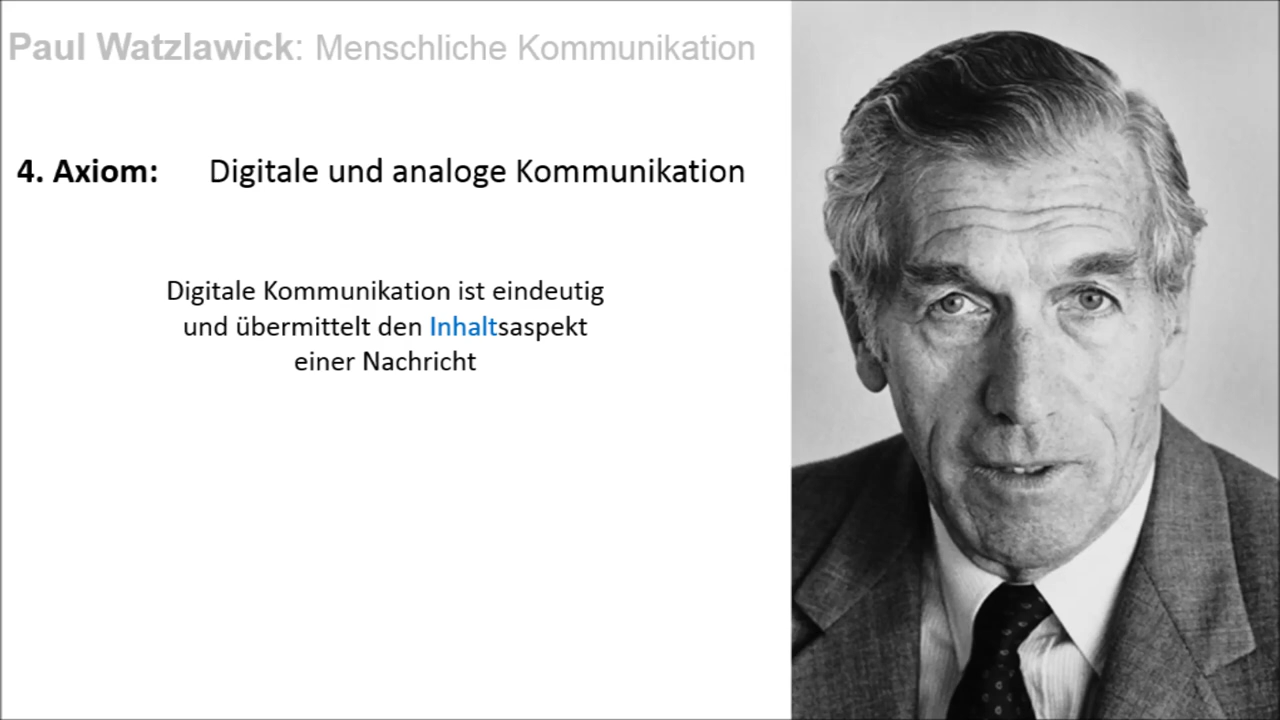 Paul Watzlawick: Menschliche Kommunikation
4. Axiom: Digitale und analoge Kommunikation
Digitale Kommunikation ist eindeutig
und übermittelt den Inhaltsaspekt
einer Nachricht